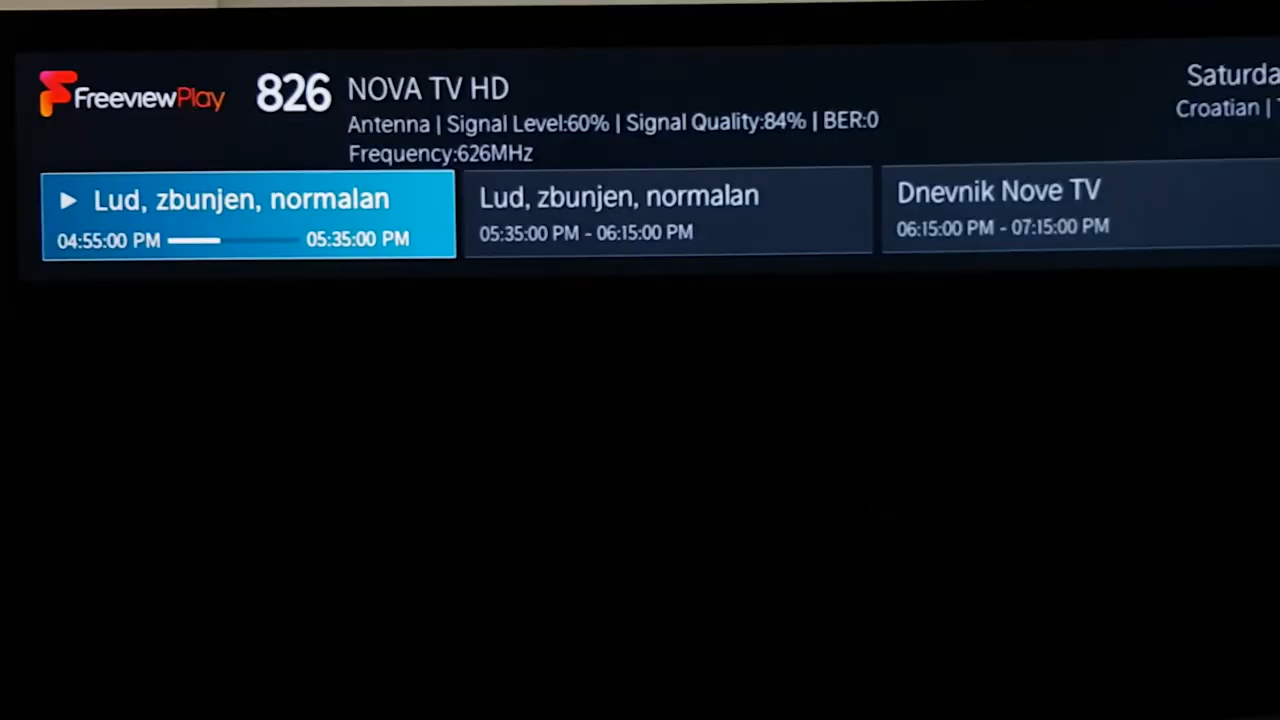 FreeviewPlay 826 NOVA TV HD
Saturda
Antenna | Signal Level:60% | Signal Quality:84% | BER:0
Croatian |
Frequency:626MHz
Lud, zbunjen, normalan
04:55:00 PM 05:35:00 PM
Lud, zbunjen, normalan
05:35:00 PM - 06:15:00 PM
Dnevnik Nove TV
06:15:00 PM - 07:15:00 PM